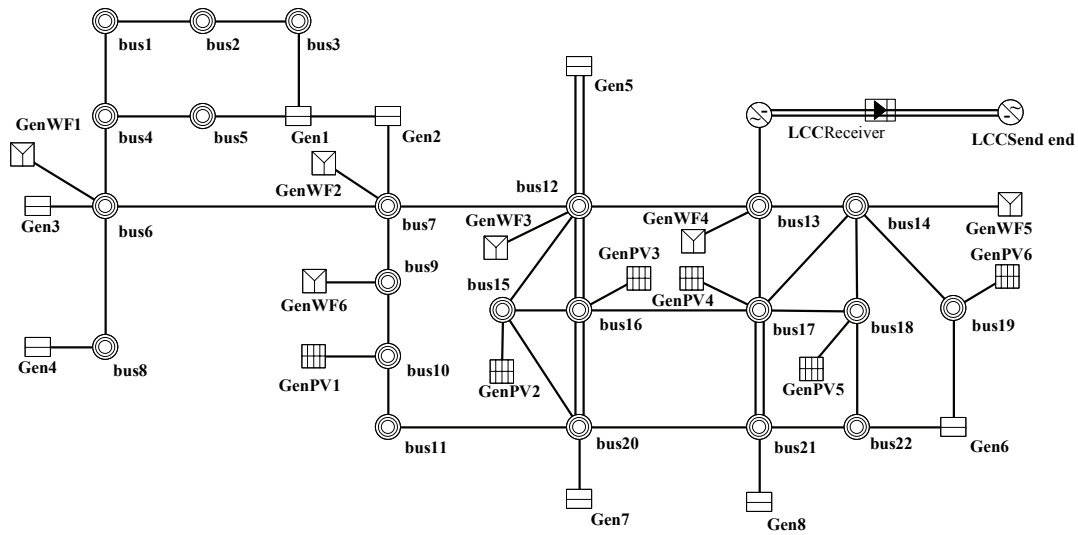 bus1
bus2
bus3
Gen5
GenWF1
bus4
bus5
Gen1
Gen2
LCCReceiver
LCCSend end
GenWF2
bus12
Gen3
bus6
bus7
GenWF3
GenWF4
bus13
bus14
GenWF5
GenPV3
GenPV6
bus9
bus15
GenPV4
GenWF6
bus16
bus17
bus18
bus19
Gen4
bus8
GenPV1
bus10
GenPV2
GenPV5
bus11
bus20
bus21
bus22
Gen6
Gen7
Gen8